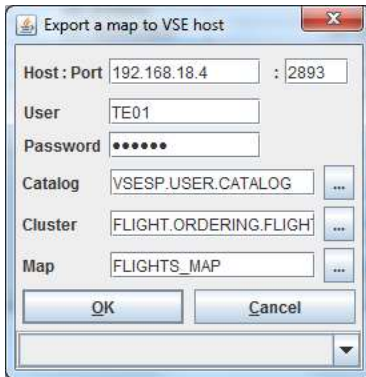 Export a map to VSE host
Host : Port 192.168.18.4 : 2893
User TE01
Password ••••••
Catalog VSESP.USER.CATALOG ...
Cluster FLIGHT.ORDERING.FLIGHT ...
Map FLIGHTS_MAP ...
OK Cancel